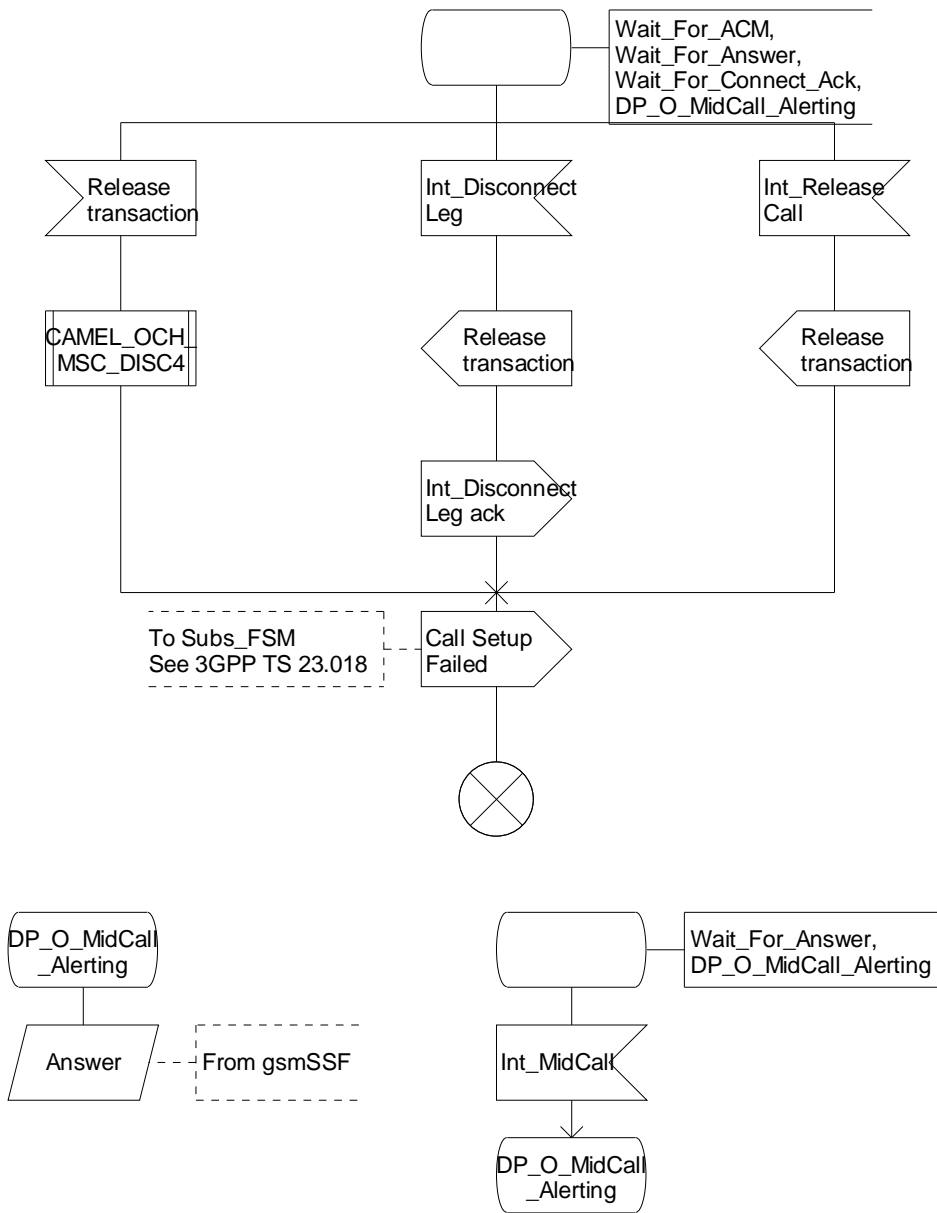 Wait_For_ACM,
Wait_For_Answer,
Wait_For_Connect_Ack,
DP_O_MidCall_Alerting
Release
transaction
Int_Disconnect
Leg
Int_Release
Call
CAMEL_OCH_
MSC_DISC4
Release
transaction
Release
transaction
Int_Disconnect
Leg ack
To Subs_FSM
See 3GPP TS 23.018
Call Setup
Failed
DP_O_MidCall
_Alerting
Wait_For_Answer,
DP_O_MidCall_Alerting
Answer
From gsmSSF
Int_MidCall
DP_O_MidCall
_Alerting